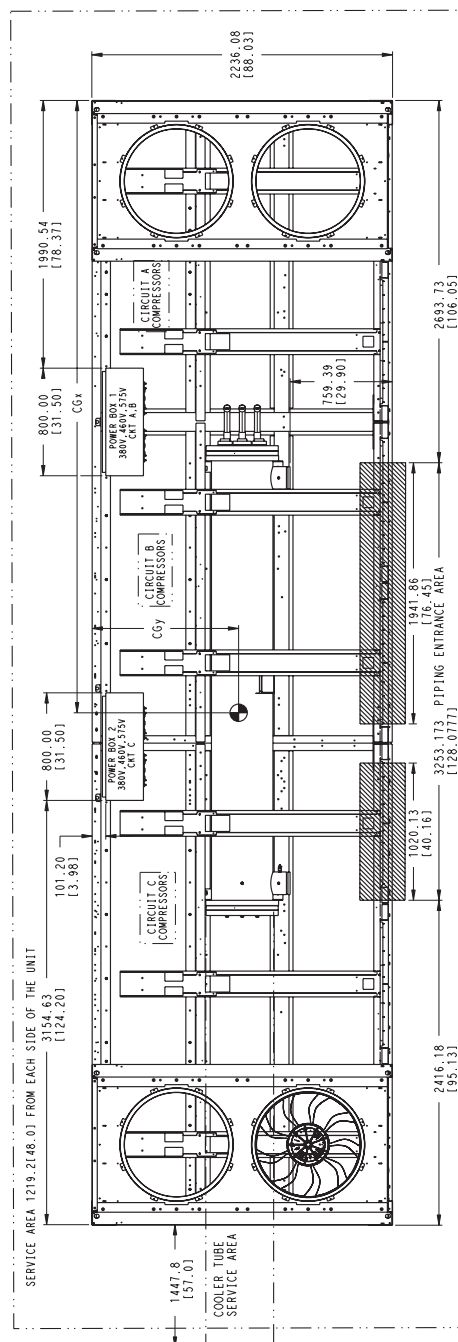 2236.08
[88.03]
1990.54
[78.37]
800.00
[31.50]
CGx
CIRCUIT A
COMPRESSORS
POWER BOX 1
380V,460V,575V
CKT A,B
2693.73
[106.05]
759.39
[29.90]
CIRCUIT B
COMPRESSORS
CGy
1941.86
[76.45]
3253.173 PIPING ENTRANCE AREA
[128.0777]
800.00
[31.50]
POWER BOX 2
380V,460V,575V
CKT C
101.20
[3.98]
CIRCUIT C
COMPRESSORS
1020.13
[40.16]
SERVICE AREA 1219.2[48.0] FROM EACH SIDE OF THE UNIT
3154.63
[124.20]
2416.18
[95.13]
1447.8
[57.0]
COOLER TUBE
SERVICE AREA